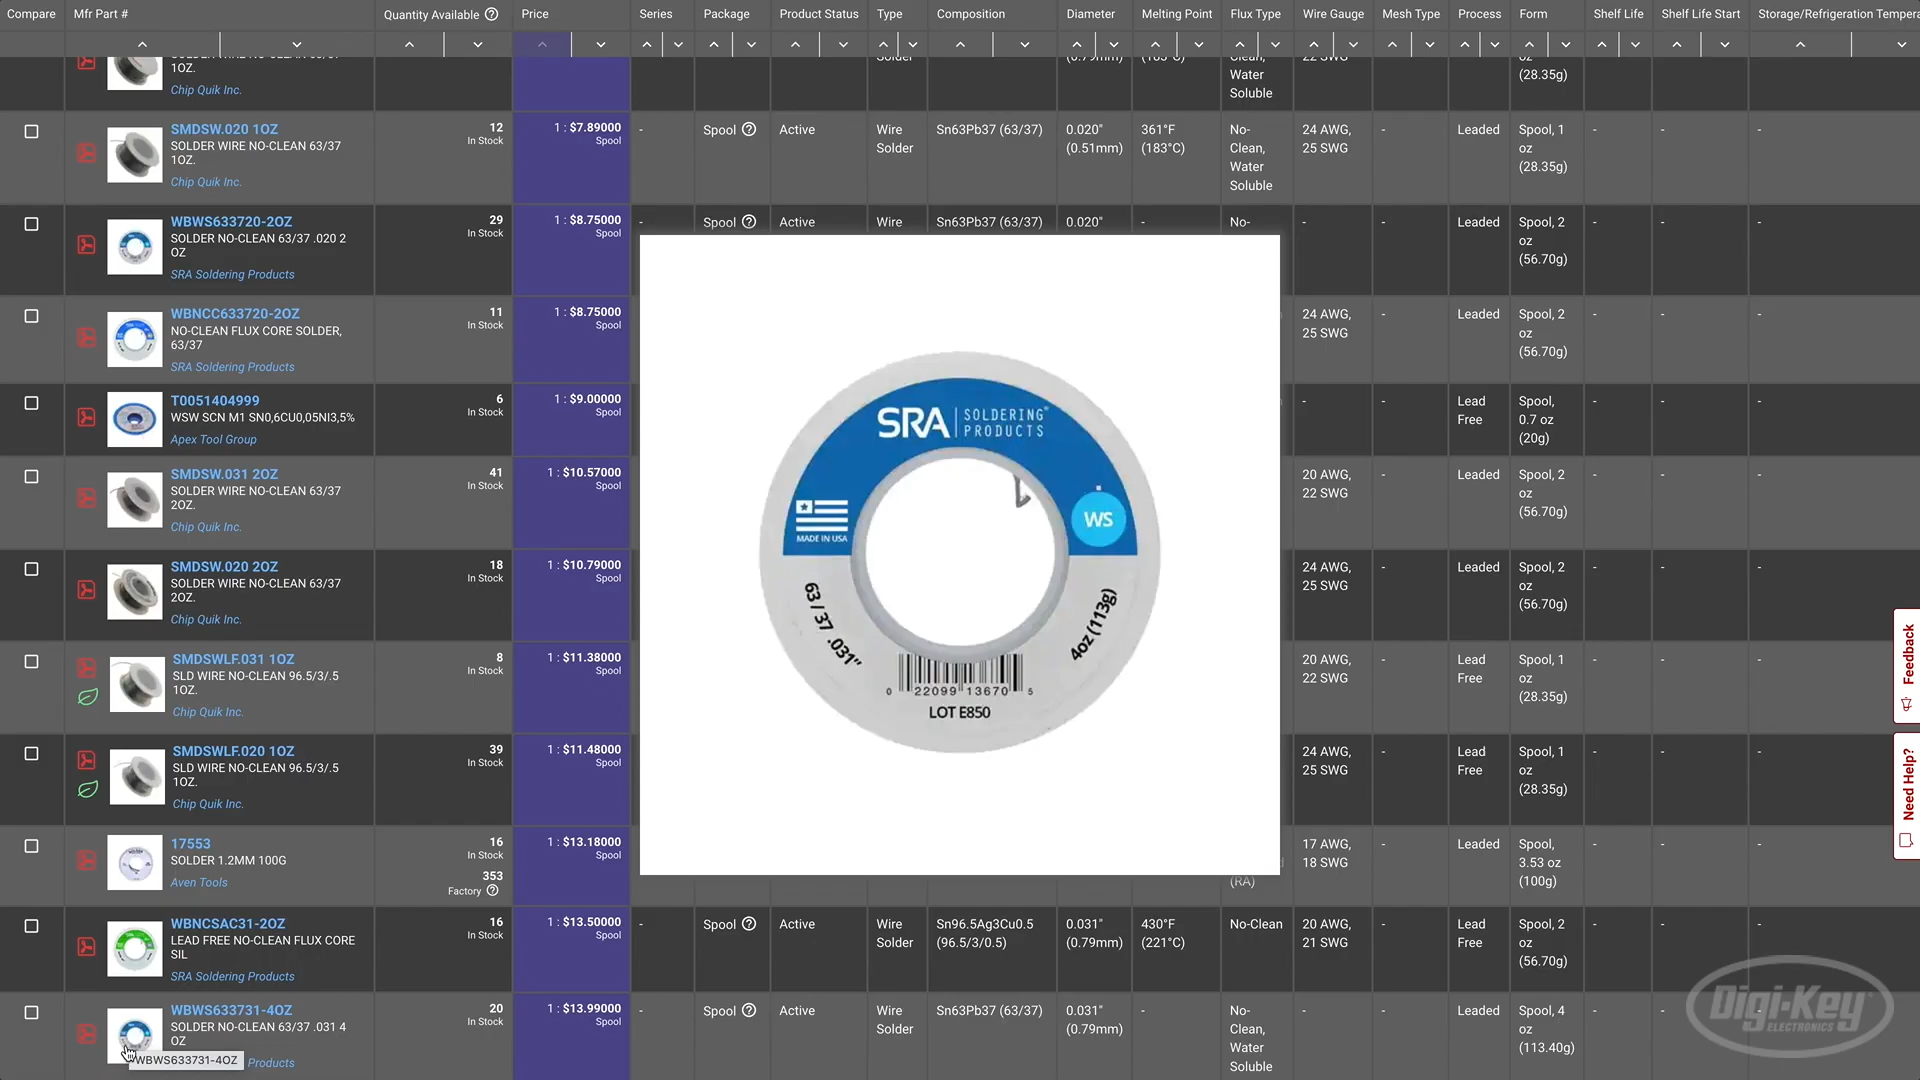 Compare Mfr Part # Quantity Available Price Series Package Product Status Type Composition Diameter Melting Point Flux Type Wire Gauge Mesh Type Process Form Shelf Life Shelf Life Start Storage/Refrigeration Tempera
1OZ.
Chip Quik Inc.
Clean,
Water
Soluble
(28.35g)
SMDSW.020 1OZ
SOLDER WIRE NO-CLEAN 63/37
1OZ.
Chip Quik Inc.
12
In Stock
1 : $7.89000
Spool
-
Spool
Active
Wire
Solder
Sn63Pb37 (63/37)
0.020"
(0.51mm)
361°F
(183°C)
No-
Clean,
Water
Soluble
24 AWG,
25 SWG
-
Leaded
Spool, 1
oz
(28.35g)
-
-
-
WBWS633720-2OZ
SOLDER NO-CLEAN 63/37 .020 2
OZ
SRA Soldering Products
29
In Stock
1 : $8.75000
Spool
-
Spool
Active
Wire
Sn63Pb37 (63/37)
0.020"
-
No-
-
-
Leaded
Spool, 2
oz
(56.70g)
-
-
-
WBNCC633720-2OZ
NO-CLEAN FLUX CORE SOLDER,
63/37
SRA Soldering Products
11
In Stock
1 : $8.75000
Spool
24 AWG,
25 SWG
-
Leaded
Spool, 2
oz
(56.70g)
-
-
-
T0051404999
WSW SCN M1 SN0,6CU0,05NI3,5%
Apex Tool Group
6
In Stock
1 : $9.00000
Spool
-
-
Lead
Free
Spool,
0.7 oz
(20g)
-
-
-
SMDSW.031 2OZ
SOLDER WIRE NO-CLEAN 63/37
2OZ.
Chip Quik Inc.
41
In Stock
1 : $10.57000
Spool
20 AWG,
22 SWG
-
Leaded
Spool, 2
oz
(56.70g)
-
-
-
SMDSW.020 2OZ
SOLDER WIRE NO-CLEAN 63/37
2OZ.
Chip Quik Inc.
18
In Stock
1 : $10.79000
Spool
24 AWG,
25 SWG
-
Leaded
Spool, 2
oz
(56.70g)
-
-
-
SMDSWLF.031 1OZ
SLD WIRE NO-CLEAN 96.5/3/.5
1OZ.
Chip Quik Inc.
8
In Stock
1 : $11.38000
Spool
20 AWG,
22 SWG
-
Lead
Free
Spool, 1
oz
(28.35g)
-
-
-
SMDSWLF.020 1OZ
SLD WIRE NO-CLEAN 96.5/3/.5
1OZ.
Chip Quik Inc.
39
In Stock
1 : $11.48000
Spool
24 AWG,
25 SWG
-
Lead
Free
Spool, 1
oz
(28.35g)
-
-
-
17553
SOLDER 1.2MM 100G
Aven Tools
16
In Stock
353
Factory
1 : $13.18000
Spool
(RA)
17 AWG,
18 SWG
-
Leaded
Spool,
3.53 oz
(100g)
-
-
-
WBNCSAC31-2OZ
LEAD FREE NO-CLEAN FLUX CORE
SIL
SRA Soldering Products
16
In Stock
1 : $13.50000
Spool
-
Spool
Active
Wire
Solder
Sn96.5Ag3Cu0.5
(96.5/3/0.5)
0.031"
(0.79mm)
430°F
(221°C)
No-Clean
20 AWG,
21 SWG
-
Lead
Free
Spool, 2
oz
(56.70g)
-
-
-
WBWS633731-4OZ
SOLDER NO-CLEAN 63/37 .031 4
OZ
Products
WBWS633731-4OZ
20
In Stock
1 : $13.99000
Spool
-
Spool
Active
Wire
Solder
Sn63Pb37 (63/37)
0.031"
(0.79mm)
-
No-
Clean,
Water
Soluble
-
-
Leaded
Spool, 4
oz
(113.40g)
-
-
-
SRA SOLDERING
PRODUCTS
MADE IN USA
WS
63 / 37 .031"
4oz (113g)
0 22099 13670 5
LOT E850
Feedback
Need Help?
Digi-Key
ELECTRONICS